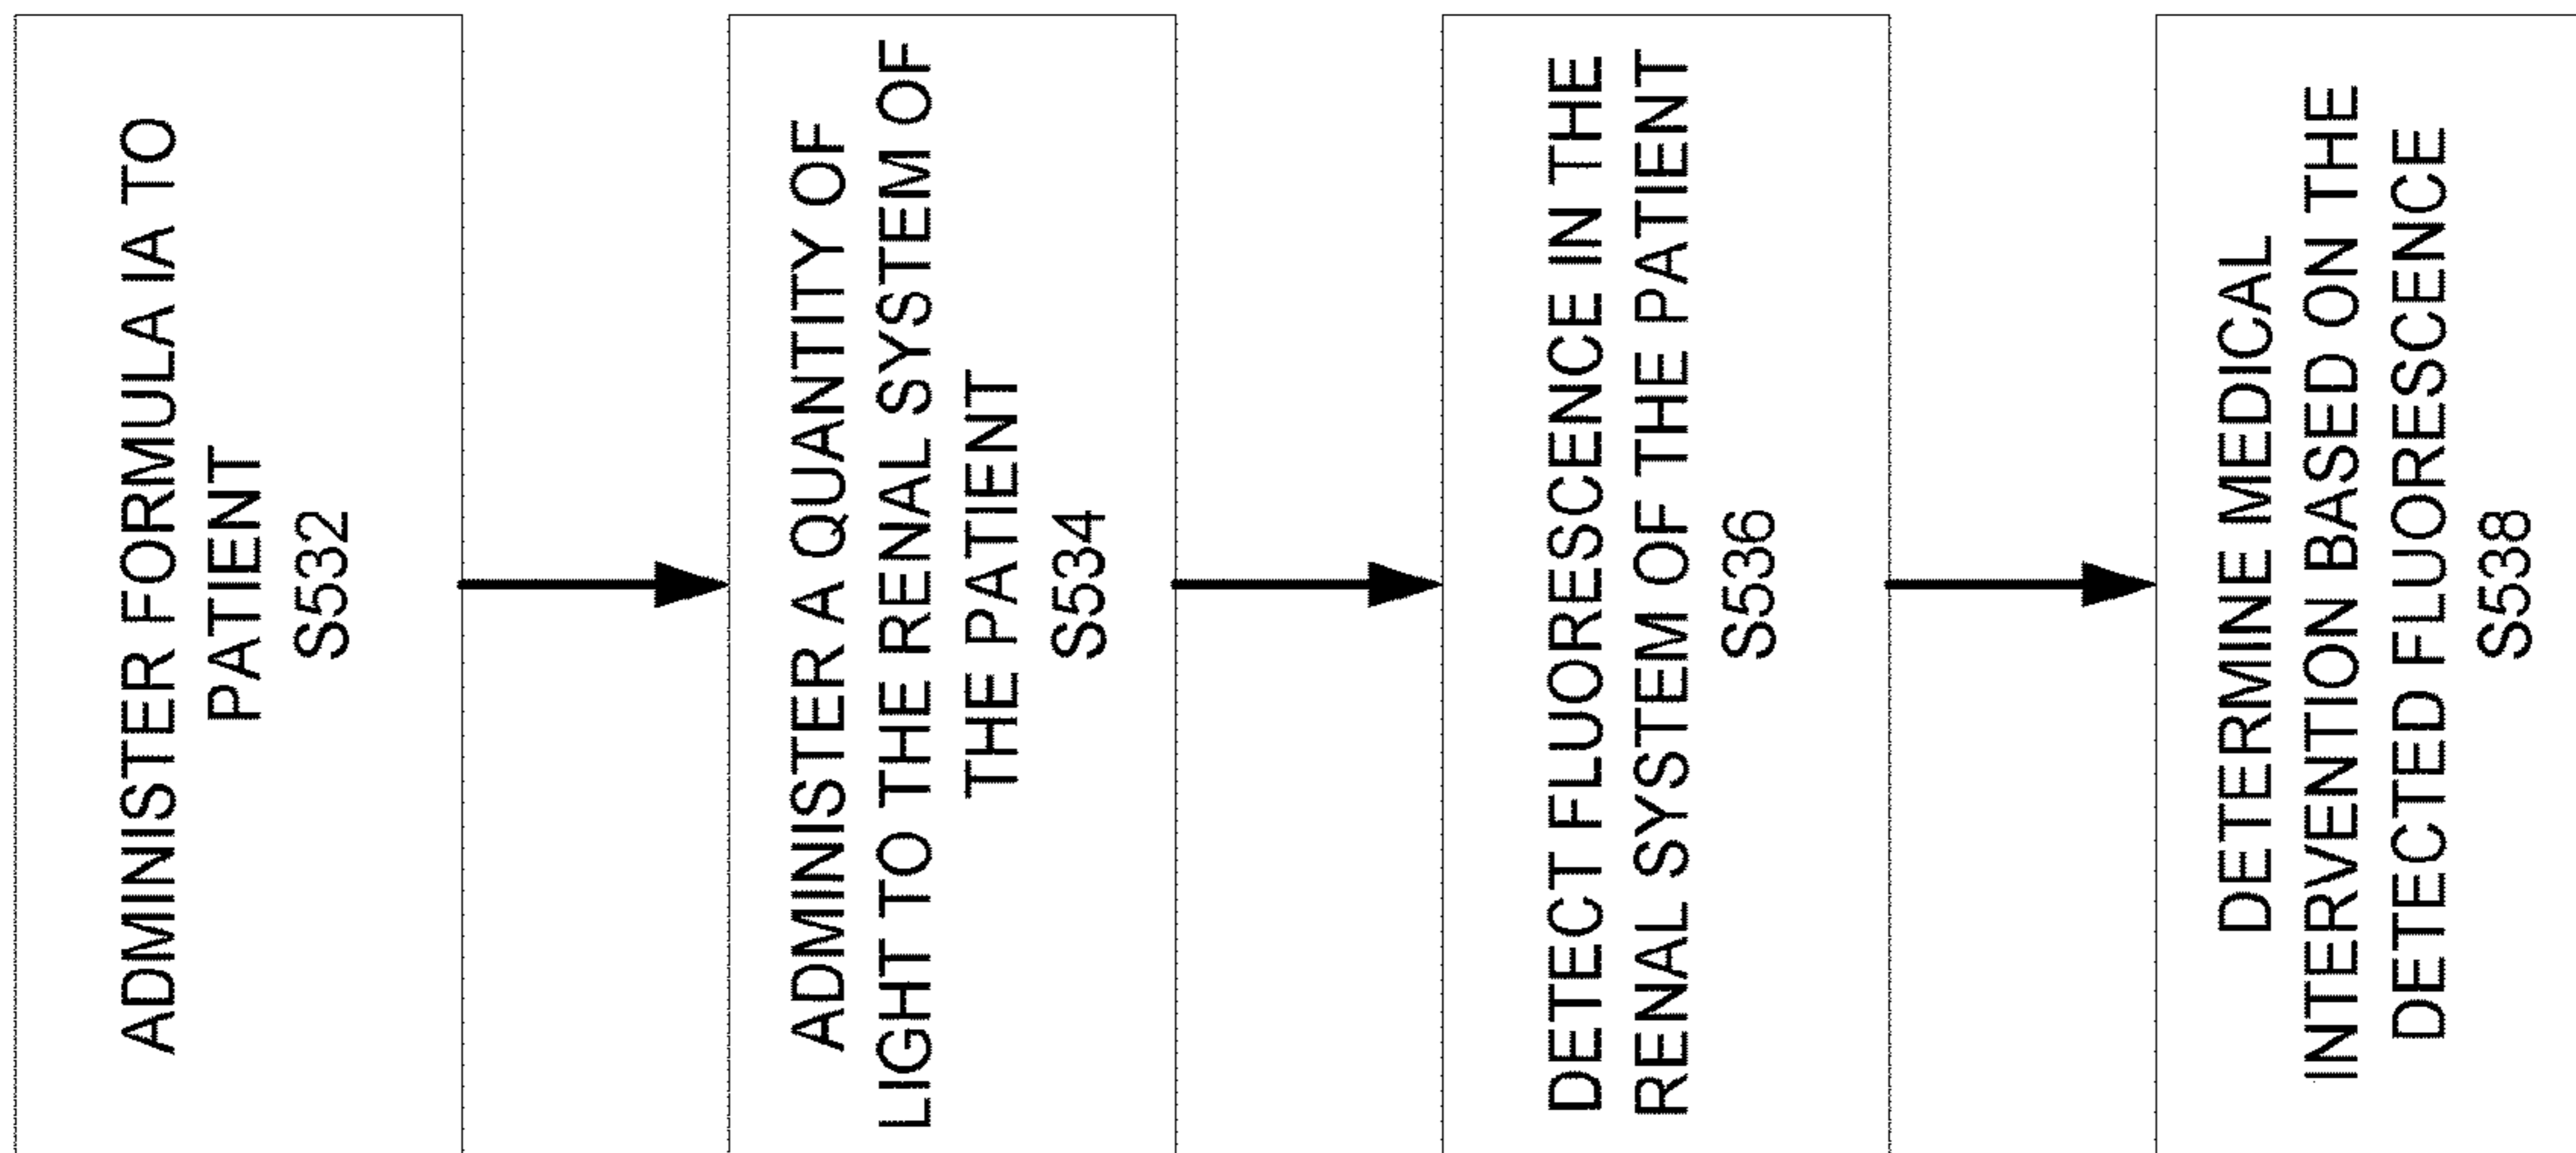 ADMINISTER FORMULA IA TO
PATIENT
S532
ADMINISTER A QUANTITY OF
LIGHT TO THE RENAL SYSTEM OF
THE PATIENT
S534
DETECT FLUORESCENCE IN THE
RENAL SYSTEM OF THE PATIENT
S536
DETERMINE MEDICAL
INTERVENTION BASED ON THE
DETECTED FLUORESCENCE
S538